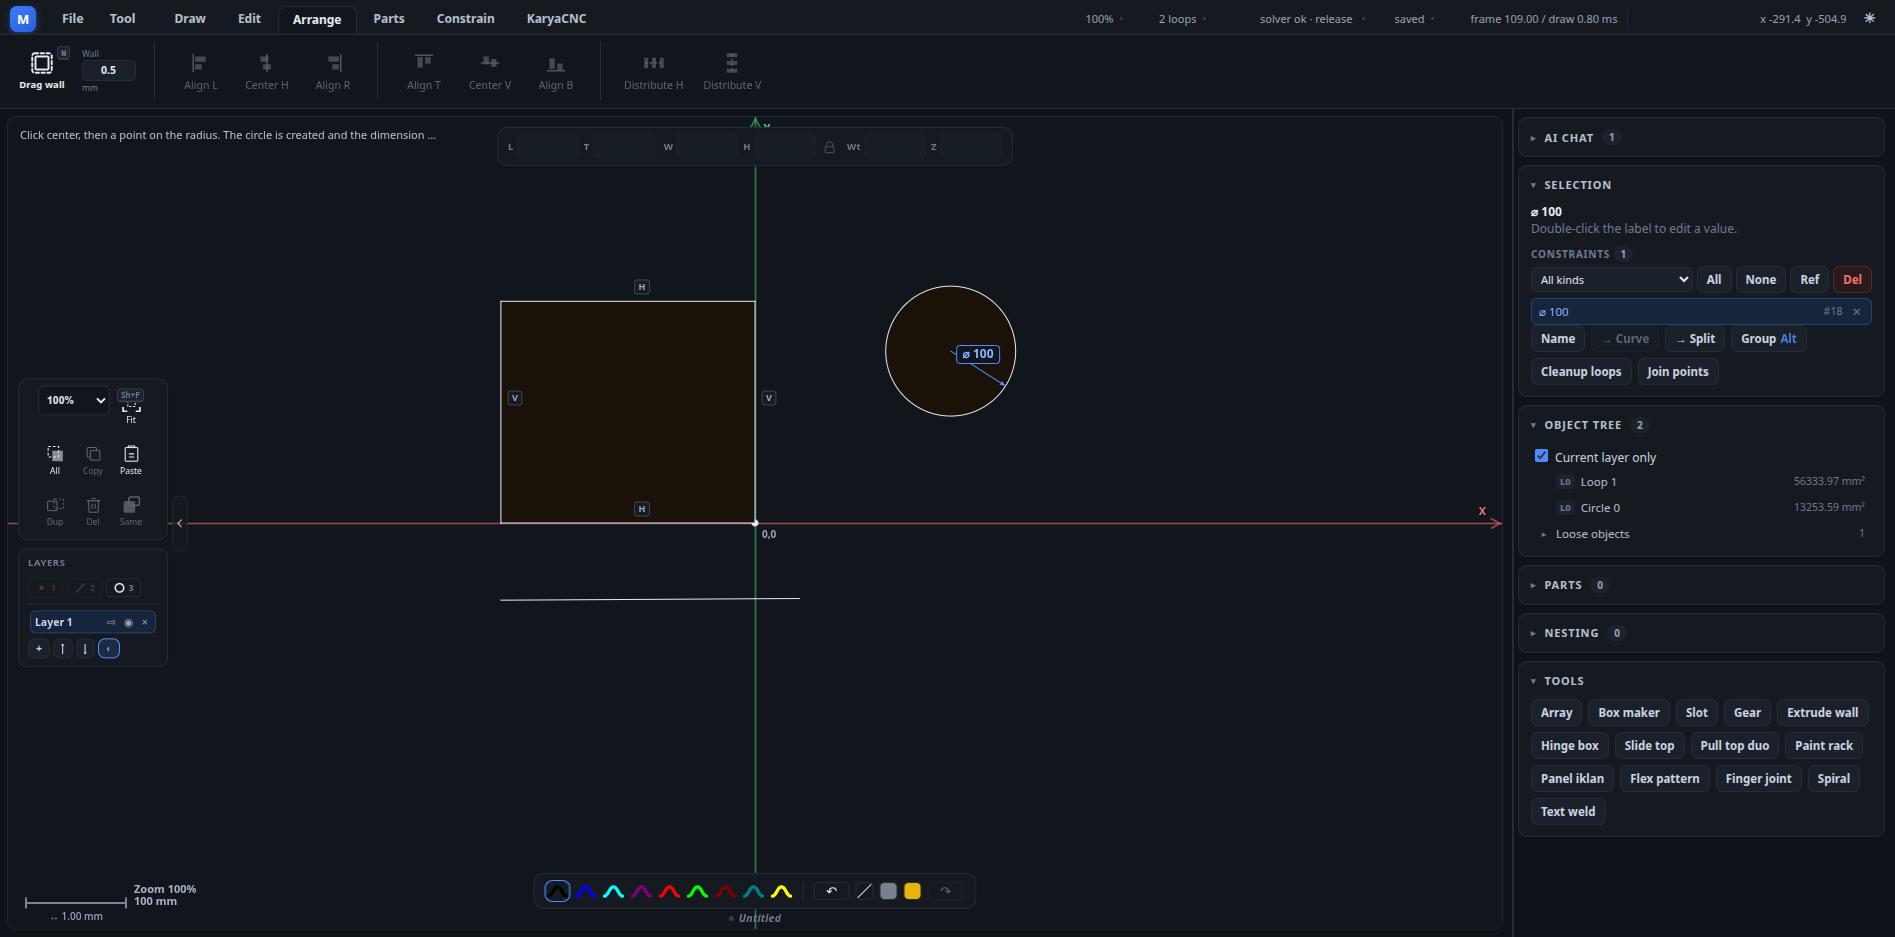 M File Tool Draw Edit Arrange Parts Constrain KaryaCNC 100% 2 loops solver ok · release saved frame 109.00 / draw 0.80 ms x -291.4 y -504.9
Drag wall W Wall 0.5 mm Align L Center H Align R Align T Center V Align B Distribute H Distribute V
Click center, then a point on the radius. The circle is created and the dimension ...
L T W H Wt Z
Y
H
V
V
H
⌀ 100
X
0,0
100% Sh+F Fit
All Copy Paste
Dup Del Same
LAYERS
1 2 3
Layer 1 ⇨ ◉ ×
+
Zoom 100%
100 mm
↔ 1.00 mm
Untitled
AI CHAT 1
SELECTION
⌀ 100
Double-click the label to edit a value.
CONSTRAINTS 1
All kinds All None Ref Del
⌀ 100 #18 ×
Name → Curve → Split Group Alt
Cleanup loops Join points
OBJECT TREE 2
Current layer only
L0 Loop 1 56333.97 mm²
L0 Circle 0 13253.59 mm²
Loose objects 1
PARTS 0
NESTING 0
TOOLS
Array Box maker Slot Gear Extrude wall
Hinge box Slide top Pull top duo Paint rack
Panel iklan Flex pattern Finger joint Spiral
Text weld